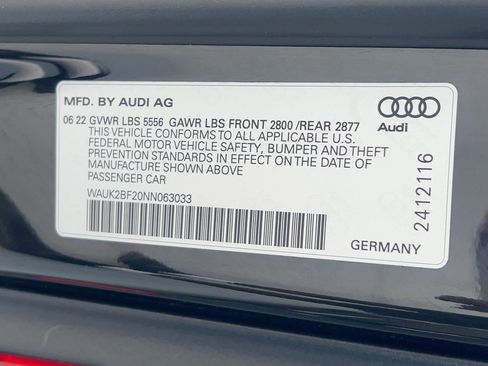 MFD. BY AUDI AG
06 22 GVWR LBS 5556 GAWR LBS FRONT 2800 /REAR 2877
THIS VEHICLE CONFORMS TO ALL APPLICABLE U.S.
FEDERAL MOTOR VEHICLE SAFETY, BUMPER AND THEFT
PREVENTION STANDARDS IN EFFECT ON THE DATE OF
MANUFACTURE SHOWN ABOVE
PASSENGER CAR
WAUK2BF20NN063033
Audi
2412116
GERMANY